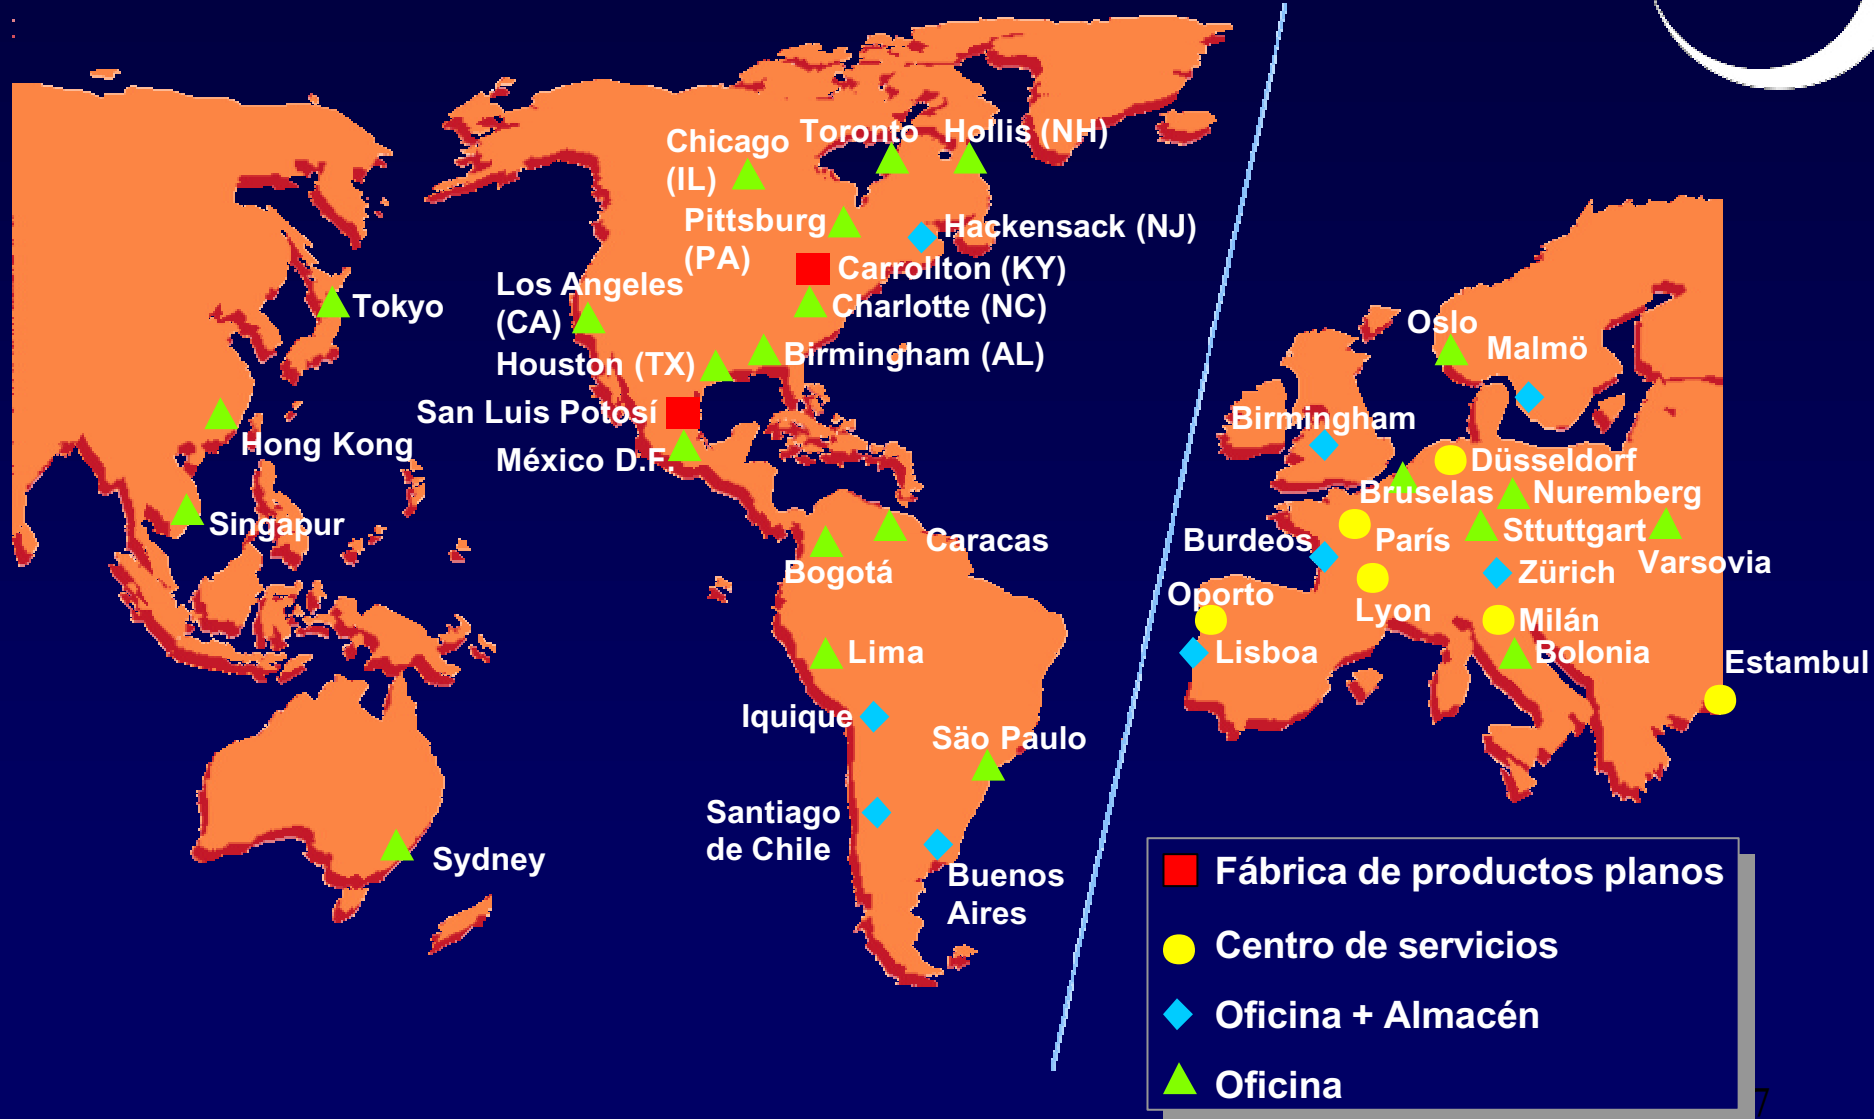 Chicago
(IL)
Toronto
Hollis (NH)
Pittsburg
(PA)
Hackensack (NJ)
Carrollton (KY)
Los Angeles
(CA)
Charlotte (NC)
Tokyo
Houston (TX)
Birmingham (AL)
San Luis Potosí
México D.F.
Hong Kong
Singapur
Caracas
Bogotá
Lima
Iquique
Säo Paulo
Santiago
de Chile
Buenos
Aires
Sydney
Oslo
Malmö
Birmingham
Düsseldorf
Bruselas
Nuremberg
Burdeos
París
Sttuttgart
Varsovia
Zürich
Oporto
Lyon
Milán
Lisboa
Bolonia
Estambul
Fábrica de productos planos
Centro de servicios
Oficina + Almacén
Oficina
7